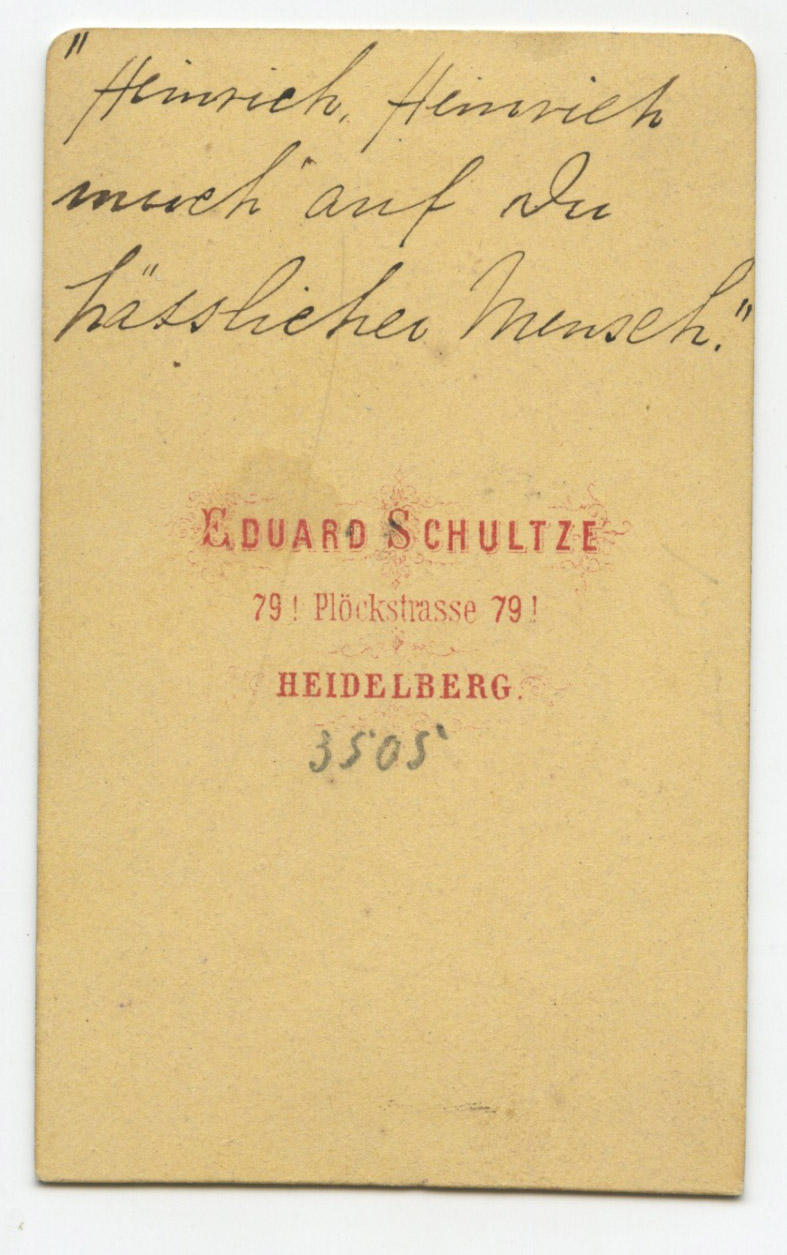 "Heinrich, Heinrich
mach auf Du
hässlicher Mensch."
EDUARD SCHULTZE
79! Plöckstrasse 79!
HEIDELBERG.
3505